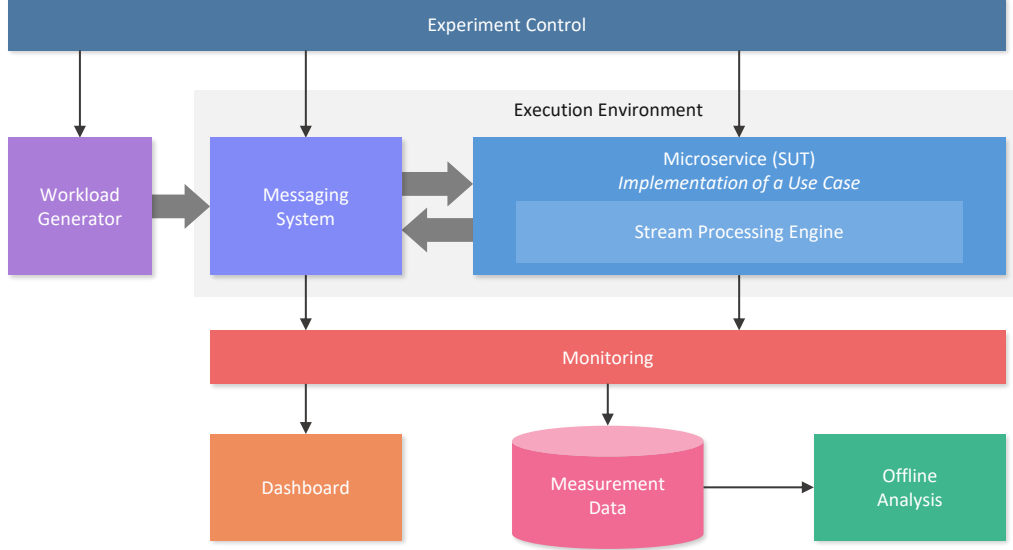 Experiment Control
Execution Environment
Workload
Generator
Messaging
System
Microservice (SUT)
Implementation of a Use Case
Stream Processing Engine
Monitoring
Dashboard
Measurement
Data
Offline
Analysis